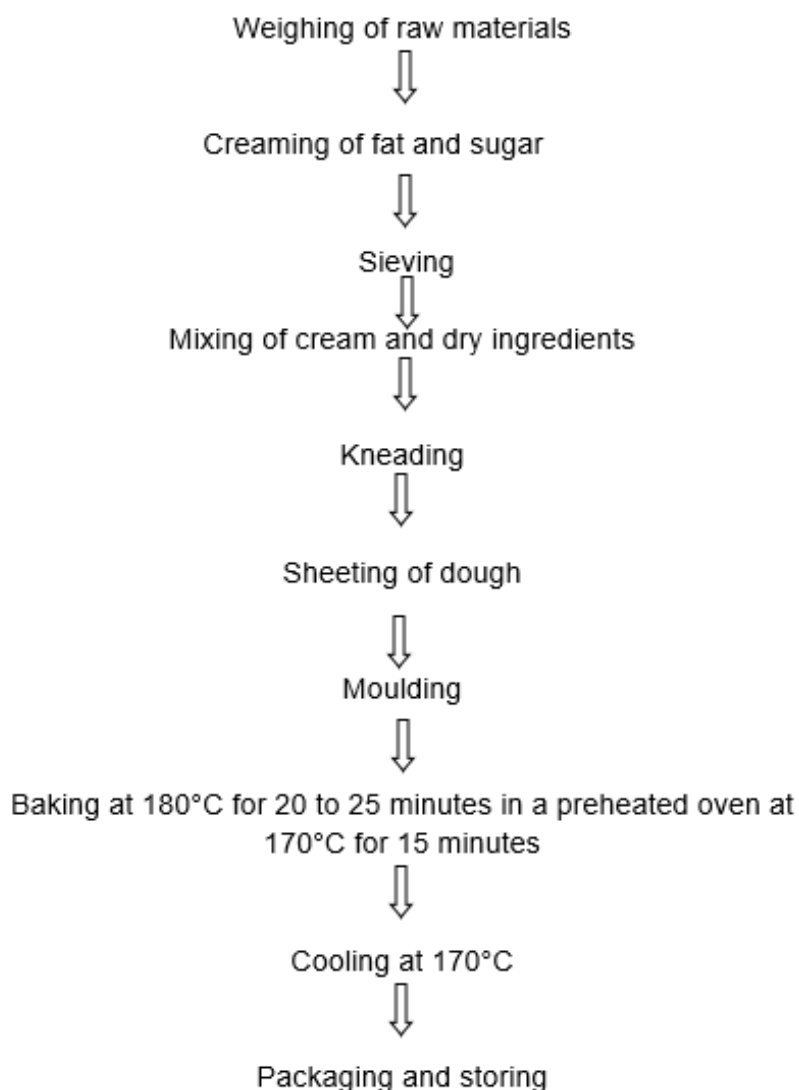 Weighing of raw materials
Creaming of fat and sugar
Sieving
Mixing of cream and dry ingredients
Kneading
Sheeting of dough
Moulding
Baking at 180°C for 20 to 25 minutes in a preheated oven at
170°C for 15 minutes
Cooling at 170°C
Packaging and storing